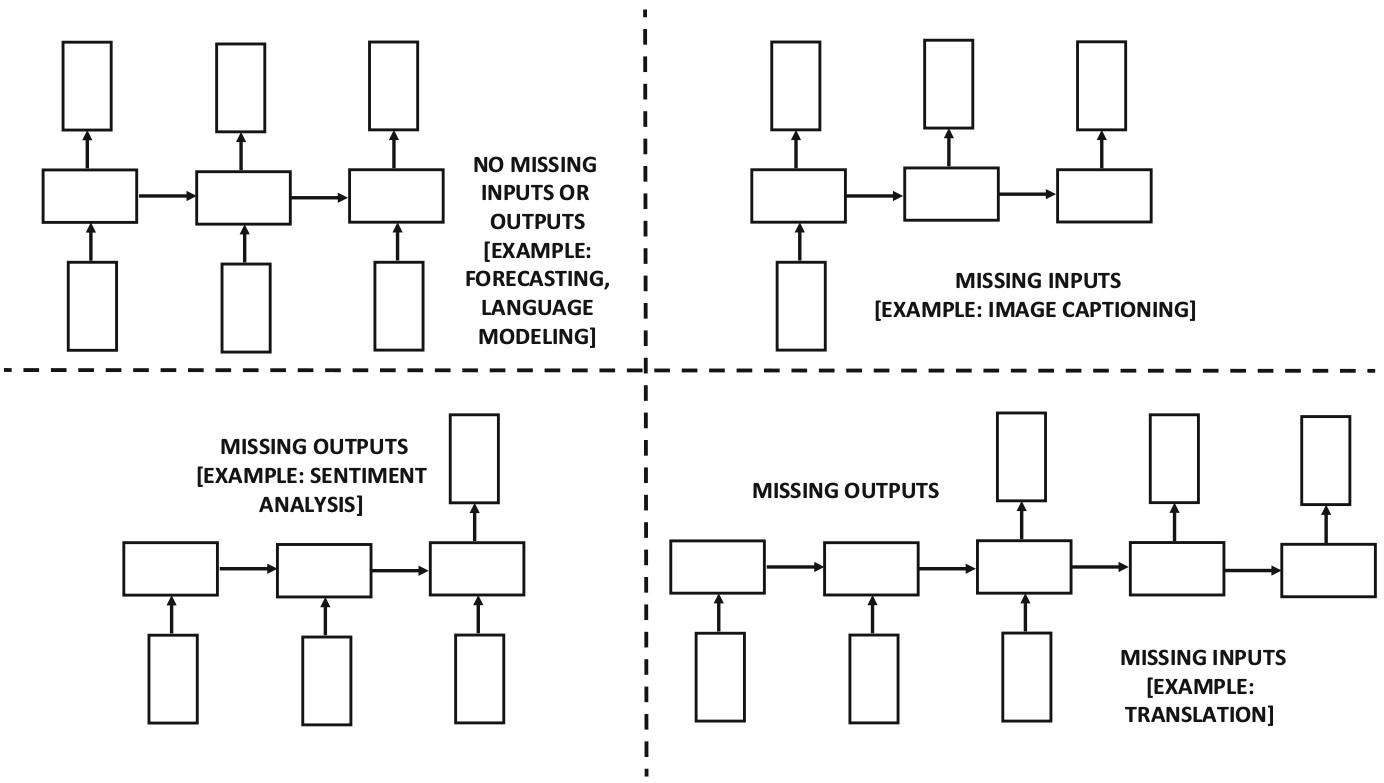 NO MISSING
INPUTS OR
OUTPUTS
[EXAMPLE:
FORECASTING,
LANGUAGE
MODELING]
MISSING INPUTS
[EXAMPLE: IMAGE CAPTIONING]
MISSING OUTPUTS
[EXAMPLE: SENTIMENT
ANALYSIS]
MISSING OUTPUTS
MISSING INPUTS
[EXAMPLE:
TRANSLATION]